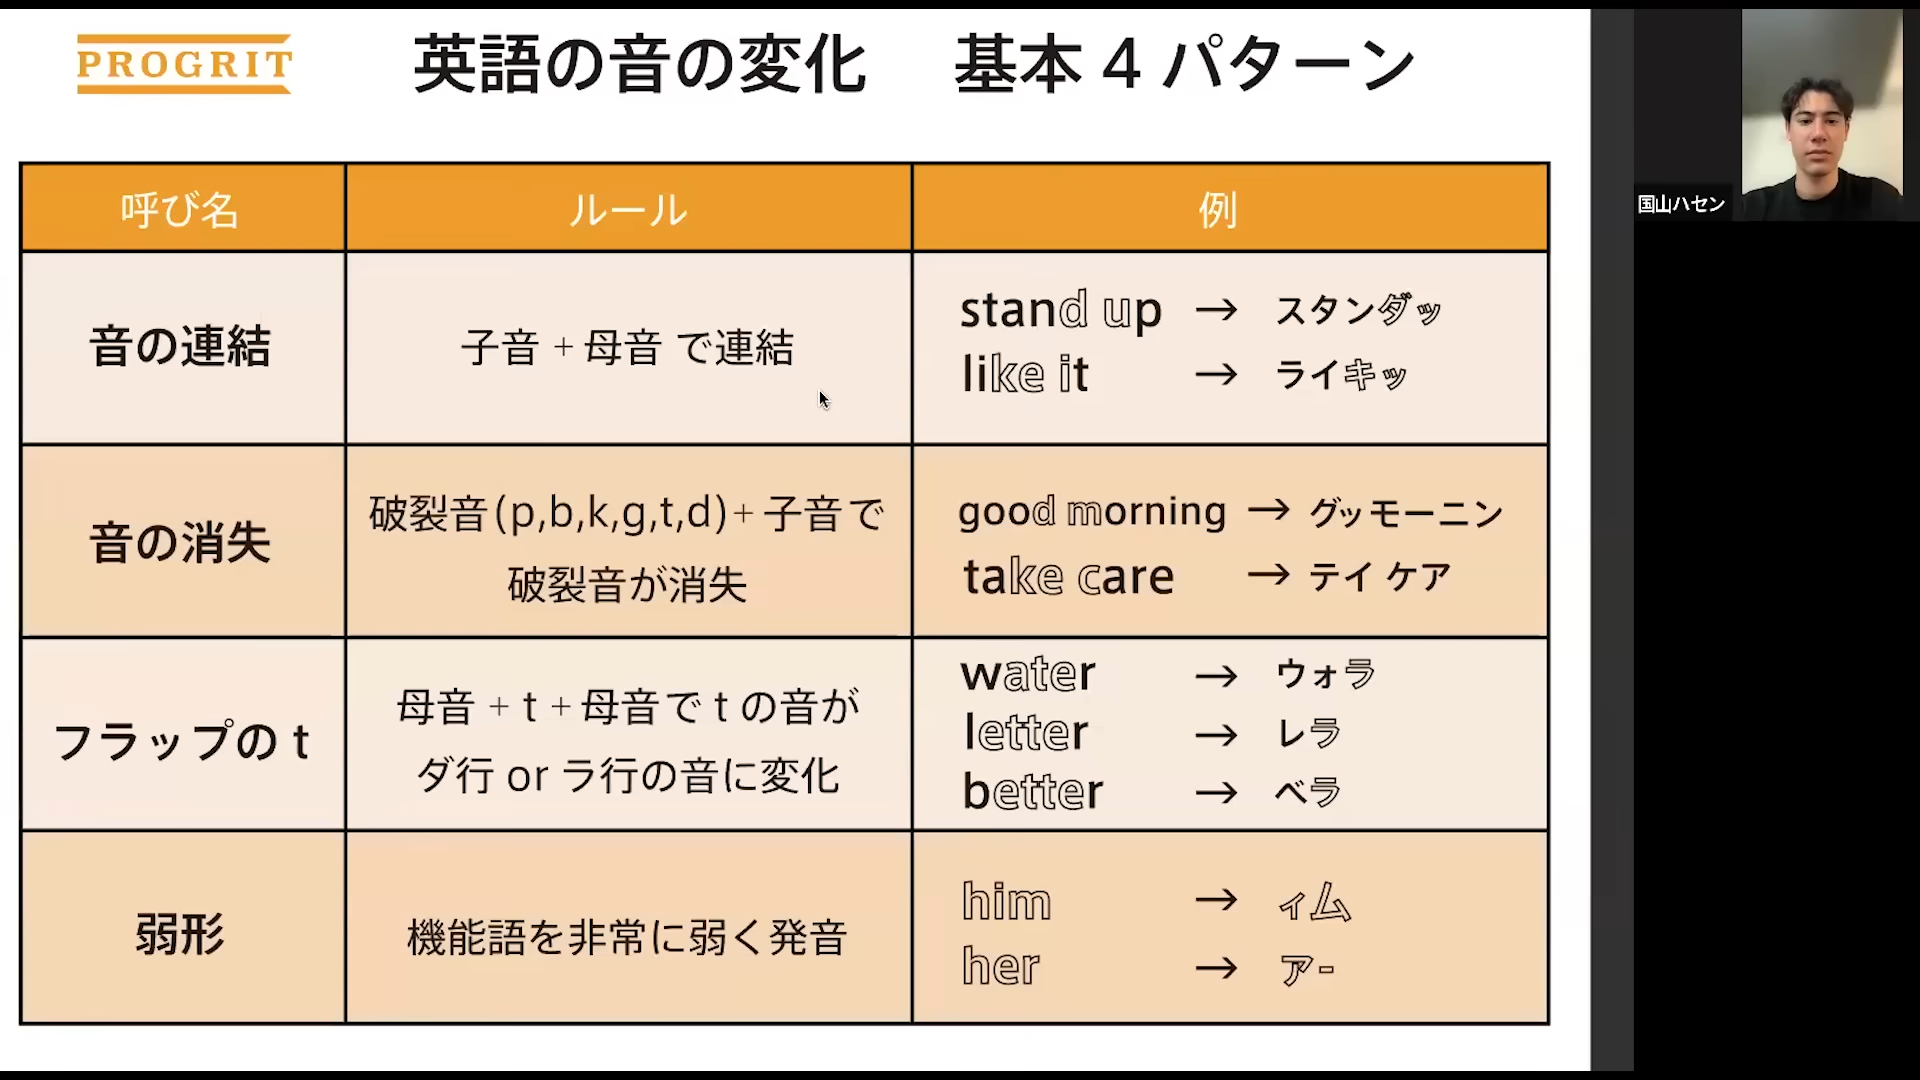 PROGRIT
英語の音の変化 基本4パターン
呼び名 ルール 例
音の連結
子音 + 母音 で連結
stand up → スタンダッ
like it → ライキッ
音の消失
破裂音(p,b,k,g,t,d)+ 子音で
破裂音が消失
good morning → グッモーニン
take care → テイ ケア
フラップの t
母音 + t + 母音で t の音が
ダ行 or ラ行の音に変化
water → ウォラ
letter → レラ
better → ベラ
弱形
機能語を非常に弱く発音
him → ィム
her → ァ-
国山ハセン